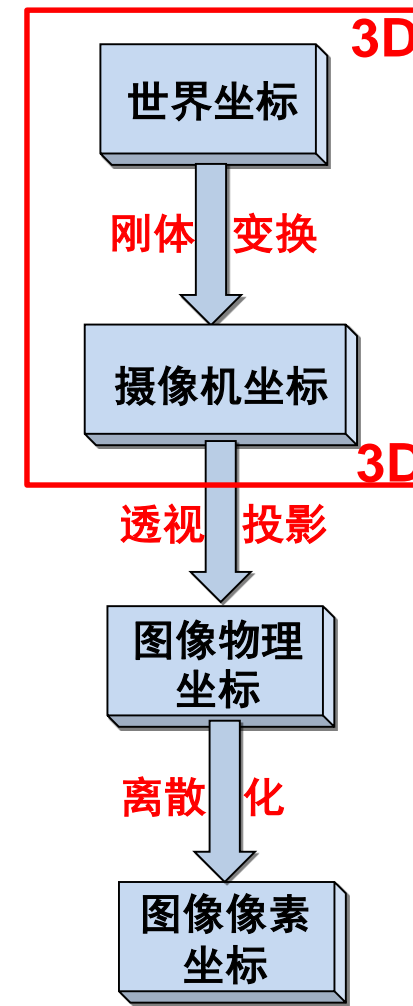 3D
世界坐标
刚体 变换
摄像机坐标
3D
透视 投影
图像物理
坐标
离散 化
图像像素
坐标